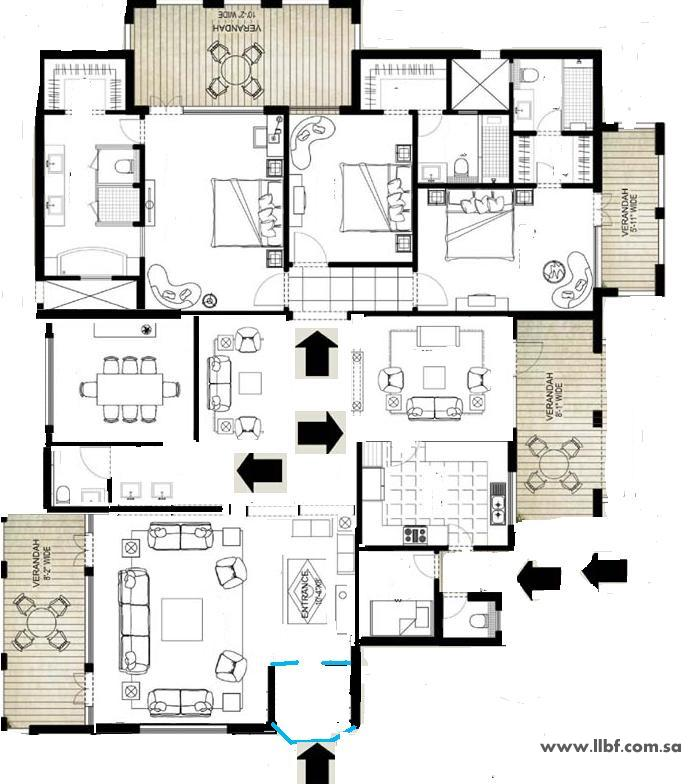 VERANDAH
10'-2" WIDE
VERANDAH
5'-11" WIDE
VERANDAH
8'-1" WIDE
VERANDAH
8'-2" WIDE
ENTRANCE
www.llbf.com.sa